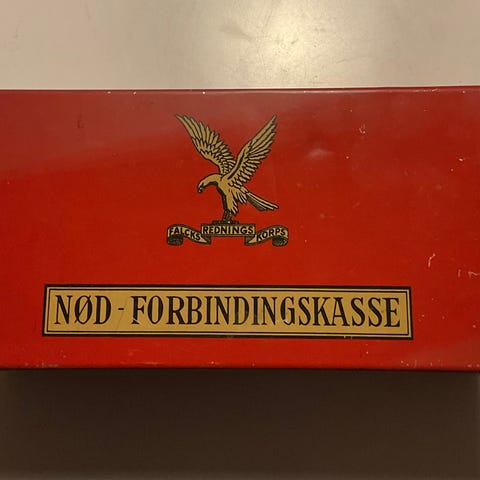 FALCKS REDNINGS KORPS
NØD - FORBINDINGSKASSE